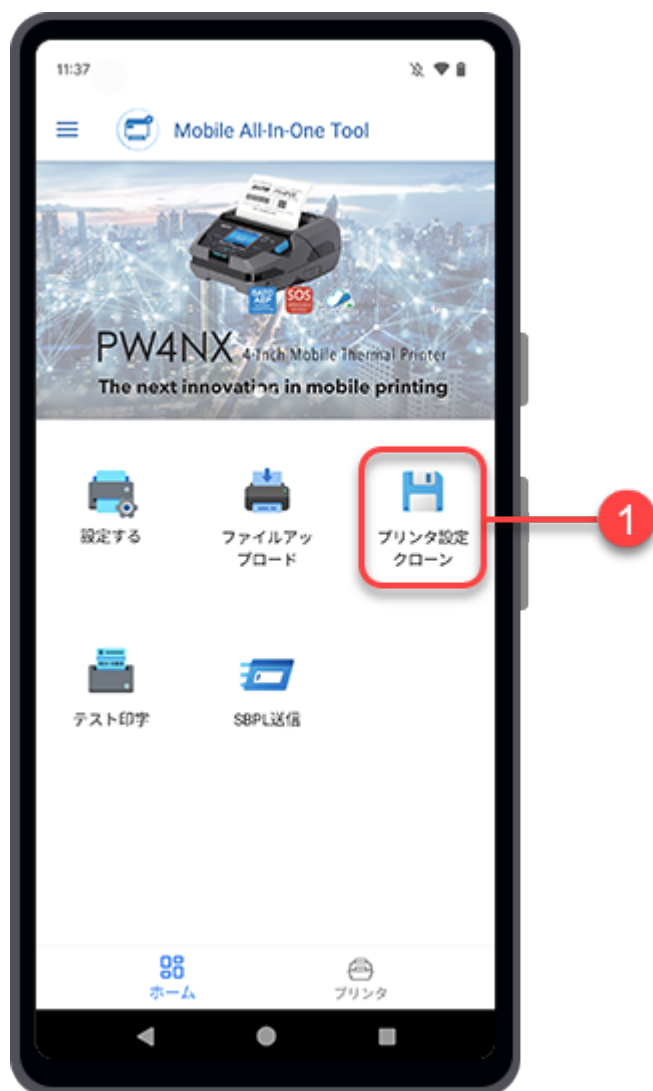 11:37
Mobile All-In-One Tool
SOS
PW4NX 4-Inch Mobile Thermal Printer
The next innovation in mobile printing
設定する
ファイルアッ
プロード
プリンタ設定
クローン
1
テスト印字
SBPL送信
ホーム
プリンタ